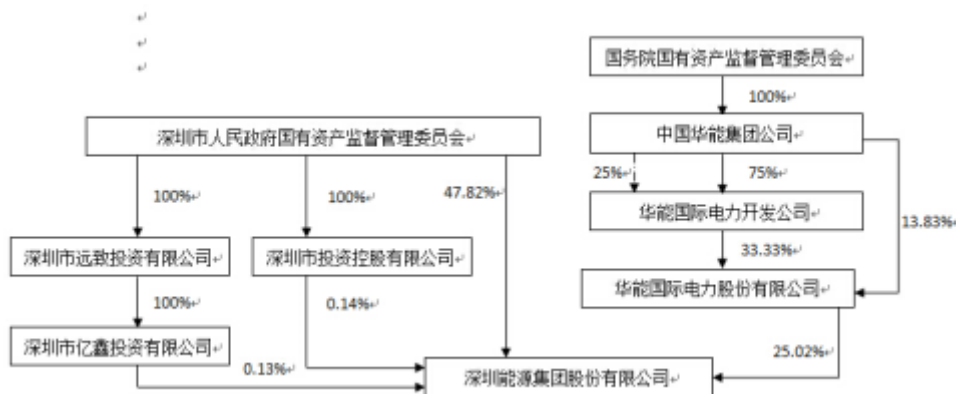 国务院国有资产监督管理委员会
100%
深圳市人民政府国有资产监督管理委员会
中国华能集团公司
25%
75%
100%
100%
47.82%
华能国际电力开发公司
13.83%
深圳市远致投资有限公司
深圳市投资控股有限公司
33.33%
华能国际电力股份有限公司
100%
0.14%
深圳市亿鑫投资有限公司
25.02%
0.13%
深圳能源集团股份有限公司